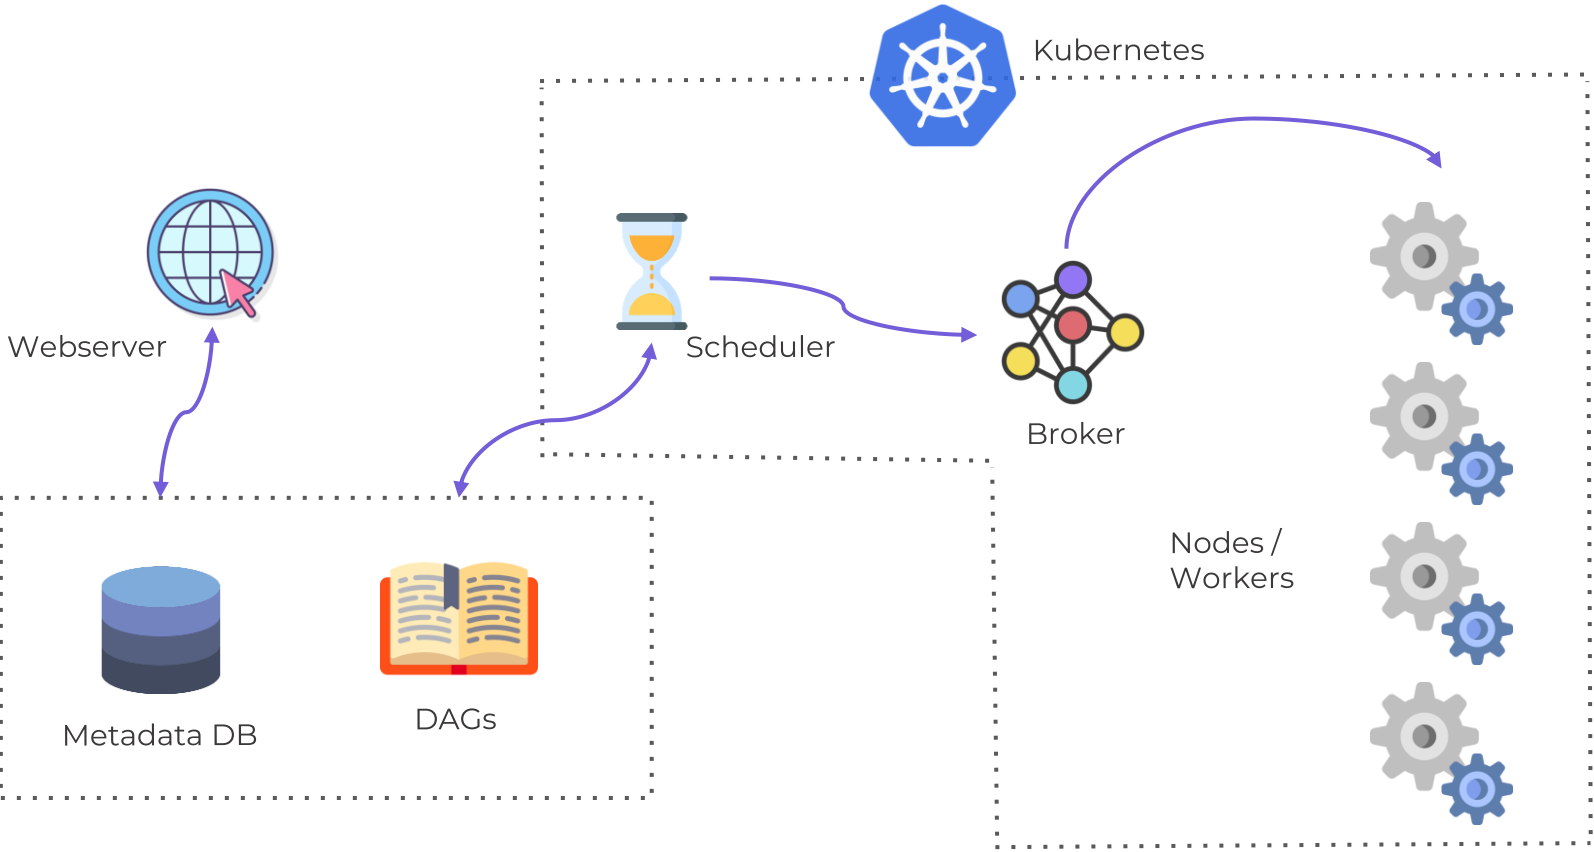 Kubernetes
Webserver
Scheduler
Broker
Nodes /
Workers
Metadata DB
DAGs